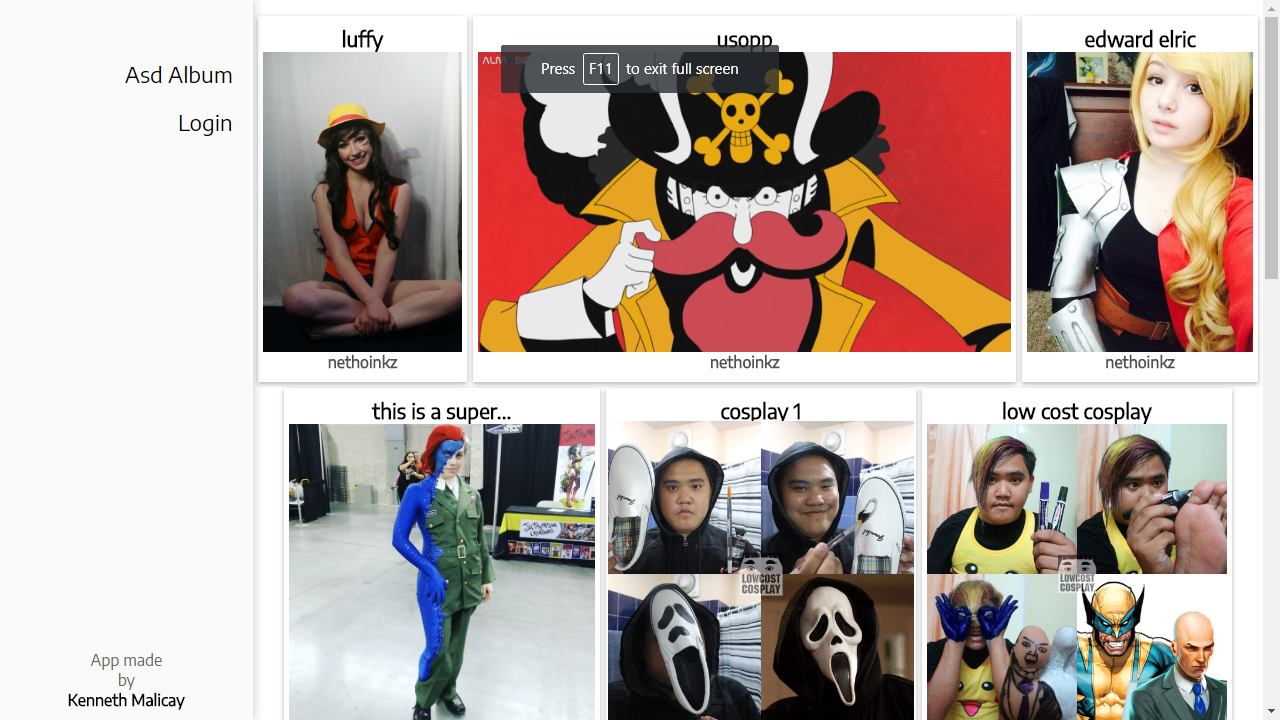 Asd Album
Login
App made
by
Kenneth Malicay
luffy
nethoinkz
usopp
Press F11 to exit full screen
nethoinkz
edward elric
nethoinkz
this is a super...
cosplay 1
LOWCOST
COSPLAY
low cost cosplay
LOWCOST
COSPLAY